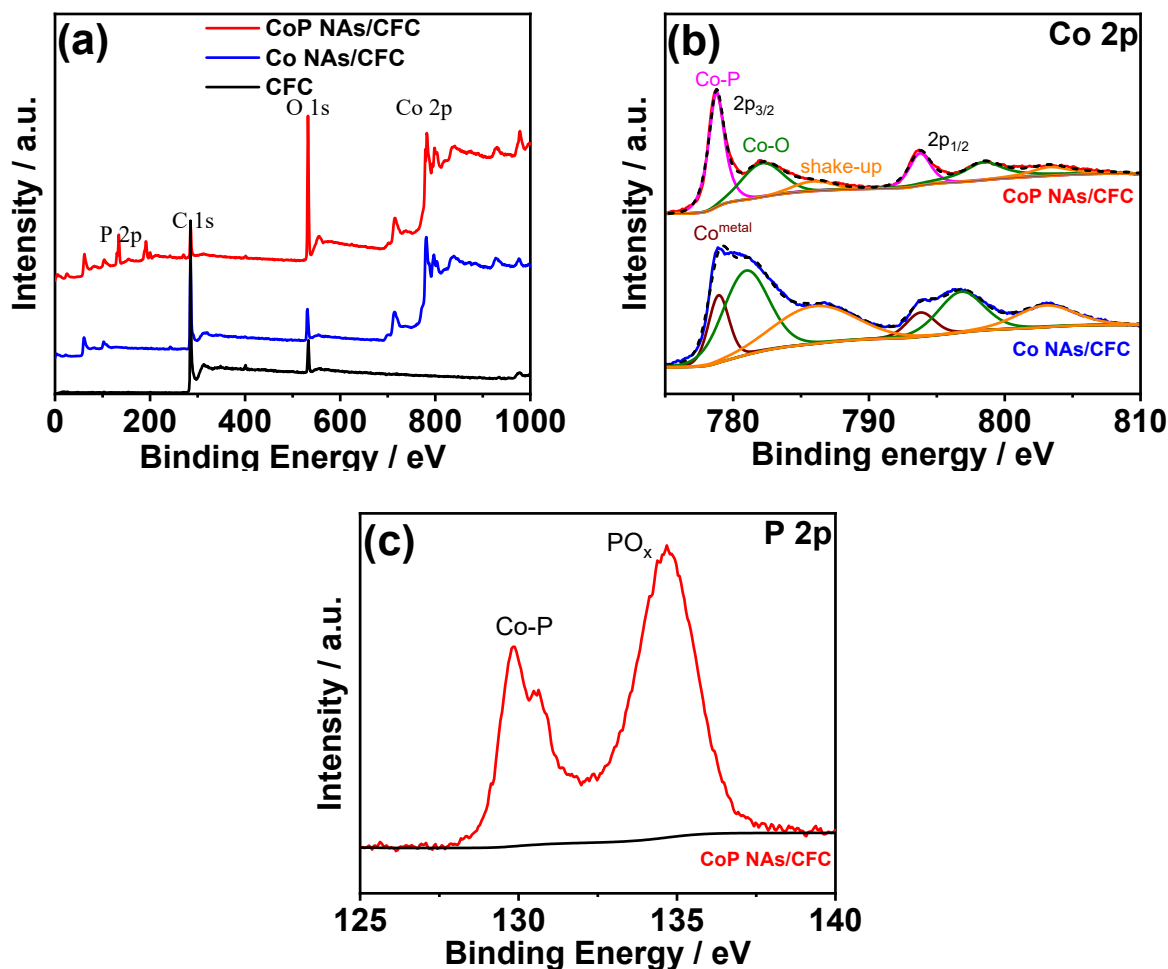 (a)
CoP NAs/CFC
Co NAs/CFC
CFC
O 1s
Co 2p
P 2p
C 1s
Intensity / a.u.
0 200 400 600 800 1000
Binding Energy / eV
(b)
Co 2p
Co-P
2p3/2
Co-O
2p1/2
shake-up
CoP NAs/CFC
Cometal
Co NAs/CFC
Intensity / a.u.
780 790 800 810
Binding energy / eV
(c)
P 2p
POx
Co-P
CoP NAs/CFC
Intensity / a.u.
125 130 135 140
Binding Energy / eV